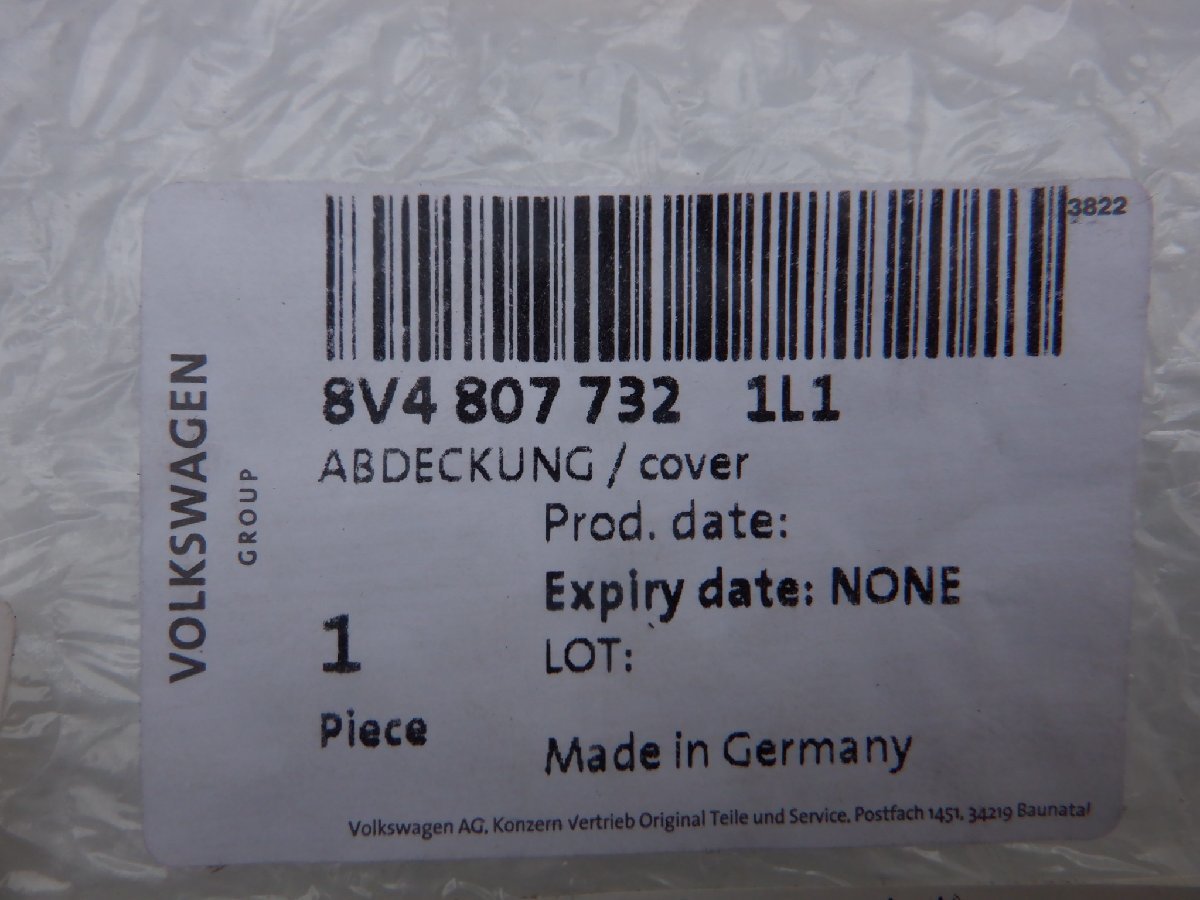 3822
8V4 807 732 1L1
ABDECKUNG / cover
Prod. date:
Expiry date: NONE
LOT:
1
Piece
Made in Germany
Volkswagen AG, Konzern Vertrieb Original Teile und Service, Postfach 1451, 34219 Baunatal
VOLKSWAGEN
GROUP